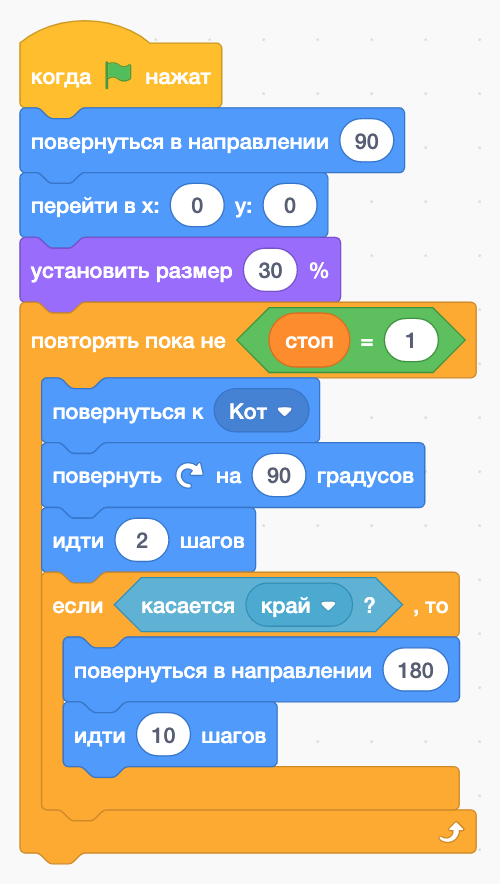 когда нажат
повернуться в направлении 90
перейти в x: 0 y: 0
установить размер 30 %
повторять пока не стоп = 1
повернуться к Кот
повернуть на 90 градусов
идти 2 шагов
если касается край ? , то
повернуться в направлении 180
идти 10 шагов